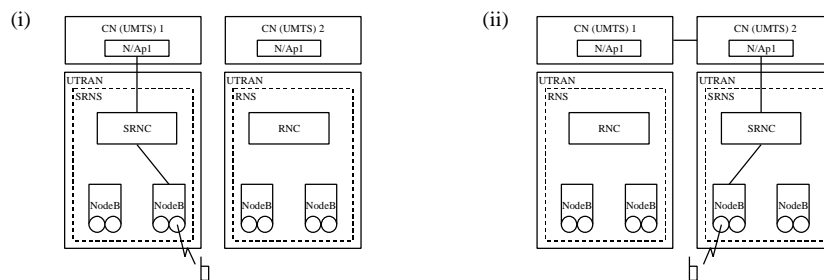 (i)
CN (UMTS) 1
N/Ap1
CN (UMTS) 2
N/Ap1
UTRAN
SRNS
SRNC
NodeB
NodeB
UTRAN
RNS
RNC
NodeB
NodeB
(ii)
CN (UMTS) 1
N/Ap1
CN (UMTS) 2
N/Ap1
UTRAN
RNS
RNC
NodeB
NodeB
UTRAN
SRNS
SRNC
NodeB
NodeB